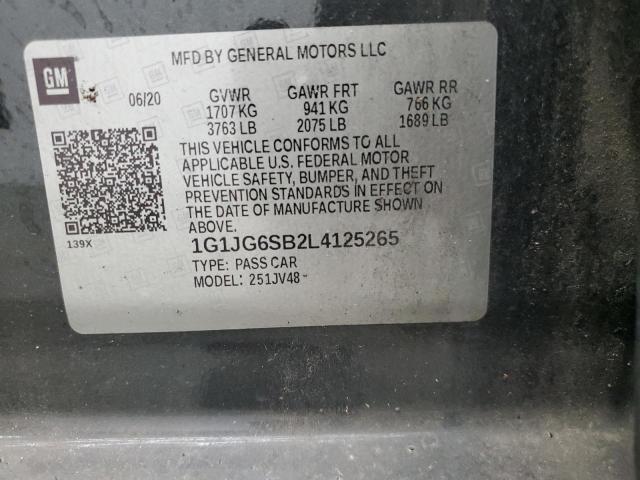 GM
MFD BY GENERAL MOTORS LLC
06/20 GVWR GAWR FRT GAWR RR
1707 KG 941 KG 766 KG
3763 LB 2075 LB 1689 LB
THIS VEHICLE CONFORMS TO ALL
APPLICABLE U.S. FEDERAL MOTOR
VEHICLE SAFETY, BUMPER, AND THEFT
PREVENTION STANDARDS IN EFFECT ON
THE DATE OF MANUFACTURE SHOWN
ABOVE.
139X
1G1JG6SB2L4125265
TYPE: PASS CAR
MODEL: 251JV48